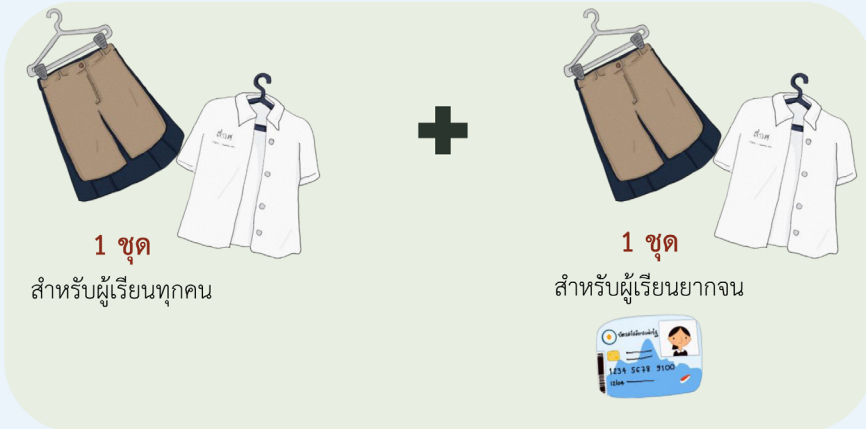 1 ชุด
สำหรับผู้เรียนทุกคน
1 ชุด
สำหรับผู้เรียนยากจน
1234 5678 9100